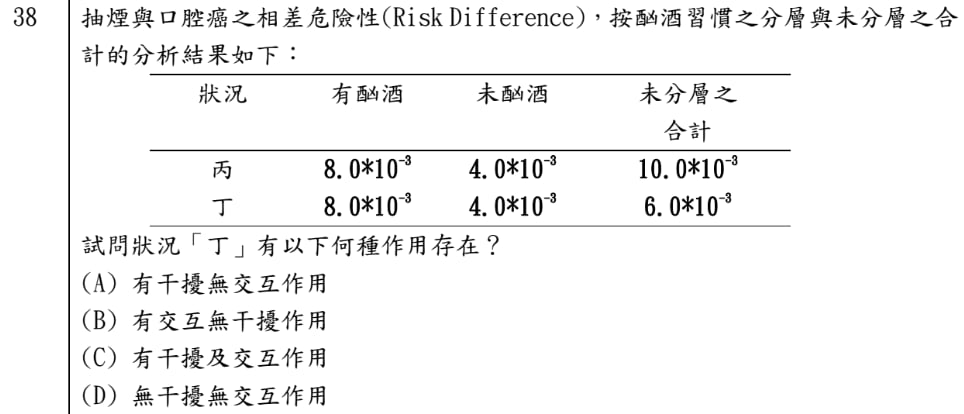 38 抽煙與口腔癌之相差危險性(Risk Difference)，按酗酒習慣之分層與未分層之合
計的分析結果如下：
狀況 有酗酒 未酗酒 未分層之
合計
丙 8.0*10⁻³ 4.0*10⁻³ 10.0*10⁻³
丁 8.0*10⁻³ 4.0*10⁻³ 6.0*10⁻³
試問狀況「丁」有以下何種作用存在？
(A) 有干擾無交互作用
(B) 有交互無干擾作用
(C) 有干擾及交互作用
(D) 無干擾無交互作用